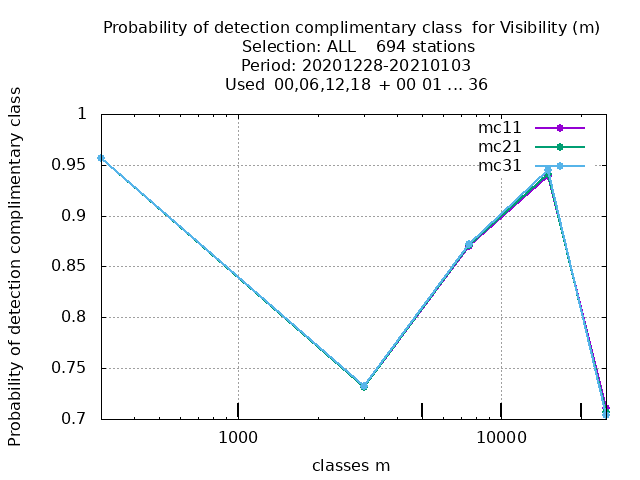 Probability of detection complimentary class  for Visibility (m)
Selection: ALL    694 stations
Period: 20201228-20210103
Used  00,06,12,18 + 00 01 ... 36
mc11
mc21
mc31
Probability of detection complimentary class
1
0.95
0.9
0.85
0.8
0.75
0.7
1000
10000
classes m